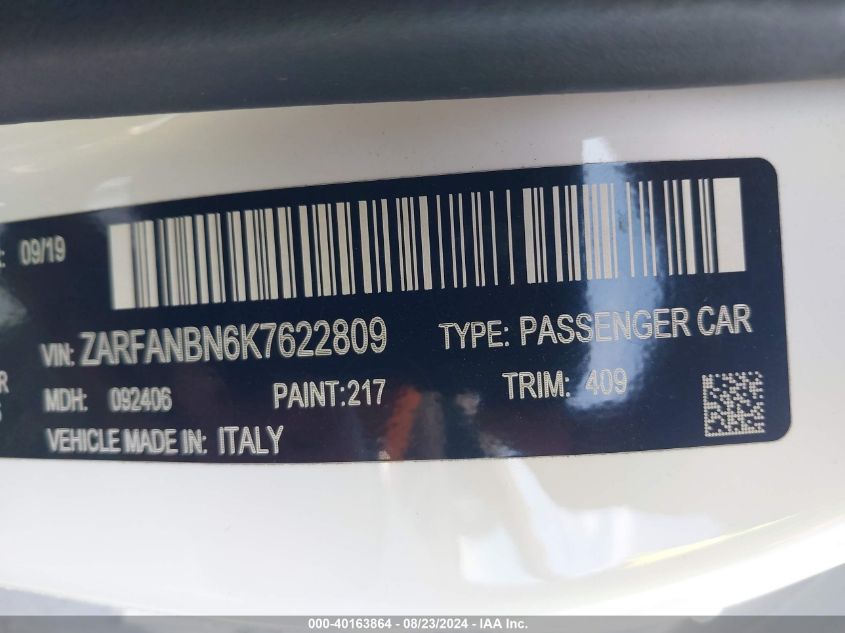 : 09/19
VIN: ZARFANBN6K7622809 TYPE: PASSENGER CAR
R MDH: 092406 PAINT:217 TRIM: 409
VEHICLE MADE IN: ITALY
000-40163864 - 08/23/2024 - IAA Inc.